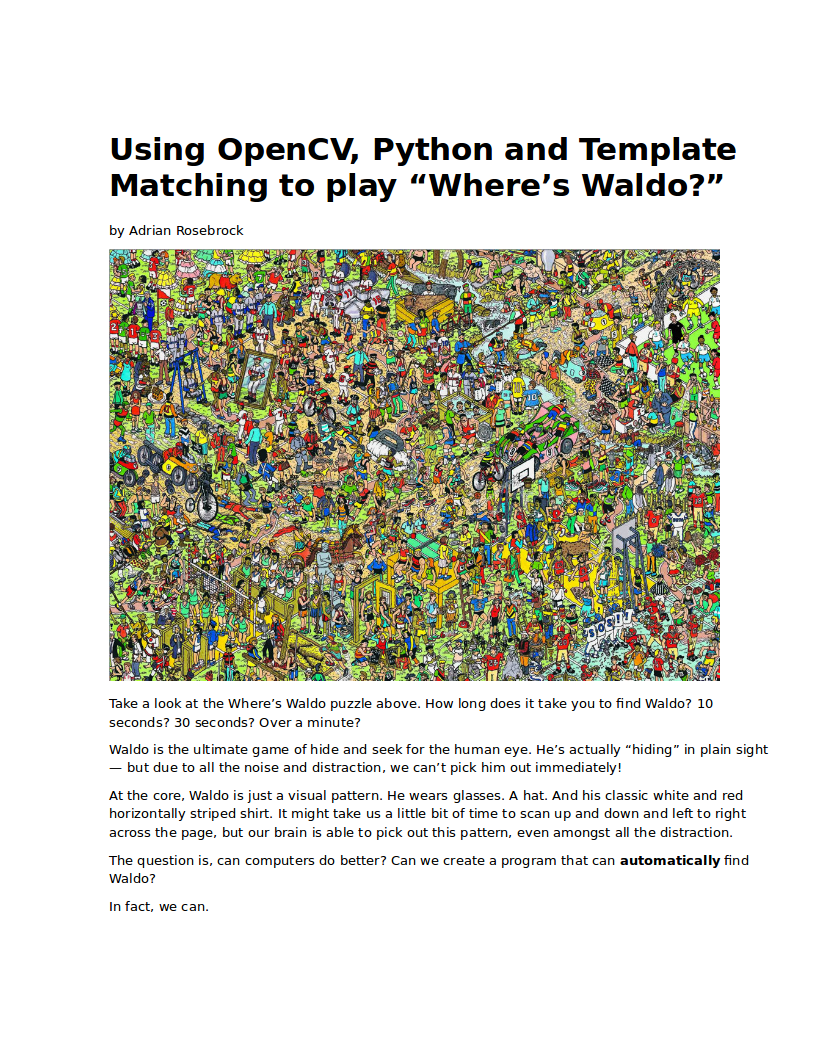 Using OpenCV, Python and Template
Matching to play “Where’s Waldo?”
by Adrian Rosebrock
Take a look at the Where’s Waldo puzzle above. How long does it take you to find Waldo? 10
seconds? 30 seconds? Over a minute?
Waldo is the ultimate game of hide and seek for the human eye. He’s actually “hiding” in plain sight
— but due to all the noise and distraction, we can’t pick him out immediately!
At the core, Waldo is just a visual pattern. He wears glasses. A hat. And his classic white and red
horizontally striped shirt. It might take us a little bit of time to scan up and down and left to right
across the page, but our brain is able to pick out this pattern, even amongst all the distraction.
The question is, can computers do better? Can we create a program that can automatically find
Waldo?
In fact, we can.